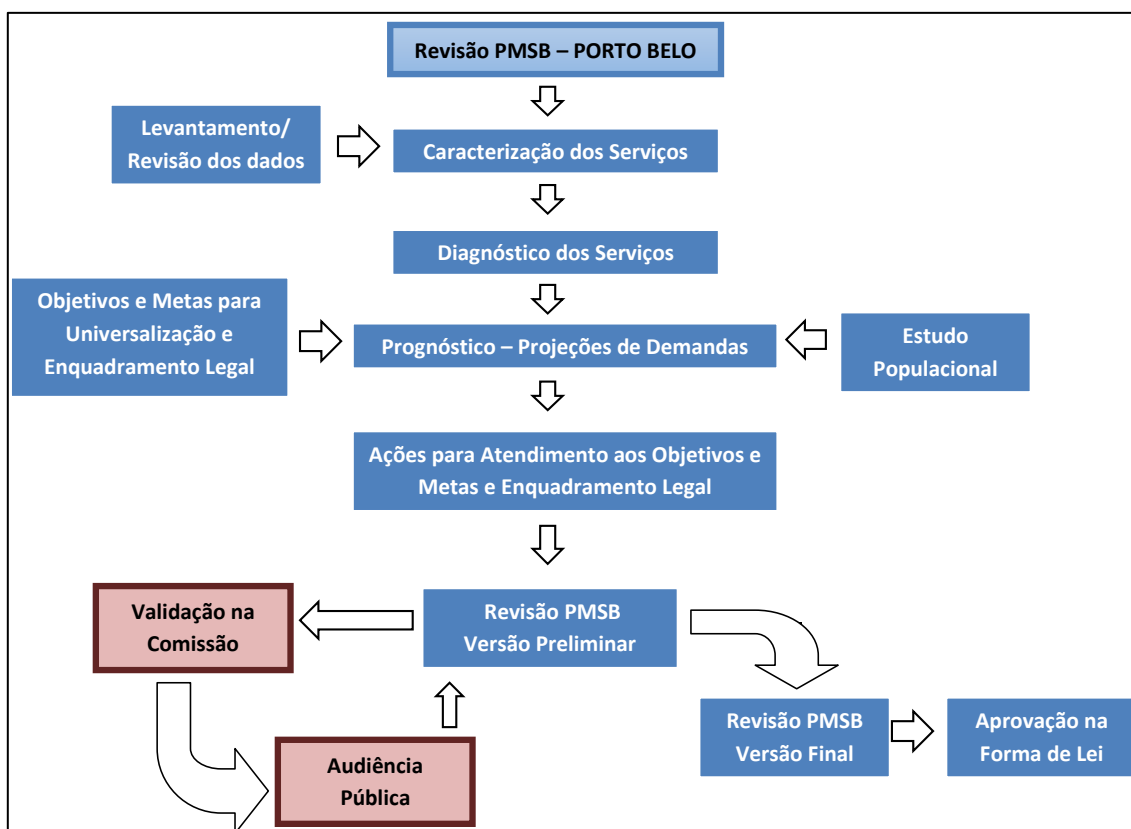 Revisão PMSB – PORTO BELO
Levantamento/
Revisão dos dados
Caracterização dos Serviços
Diagnóstico dos Serviços
Objetivos e Metas para
Universalização e
Enquadramento Legal
Prognóstico – Projeções de Demandas
Estudo
Populacional
Ações para Atendimento aos Objetivos e
Metas e Enquadramento Legal
Validação na
Comissão
Revisão PMSB
Versão Preliminar
Audiência
Pública
Revisão PMSB
Versão Final
Aprovação na
Forma de Lei